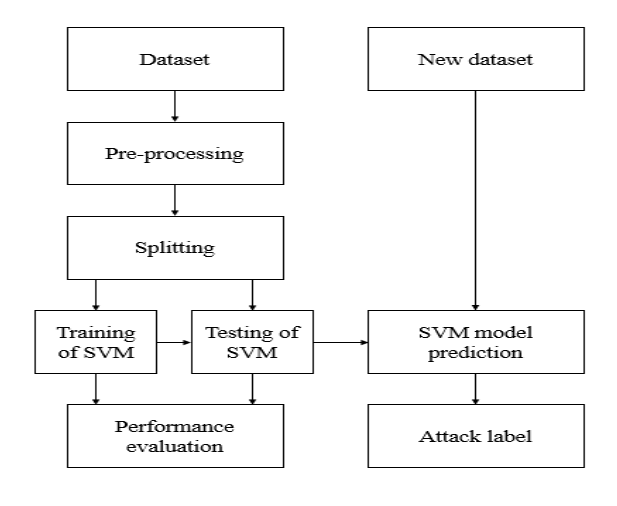 Dataset
New dataset
Pre-processing
Splitting
Training
of SVM
Testing of
SVM
SVM model
prediction
Performance
evaluation
Attack label